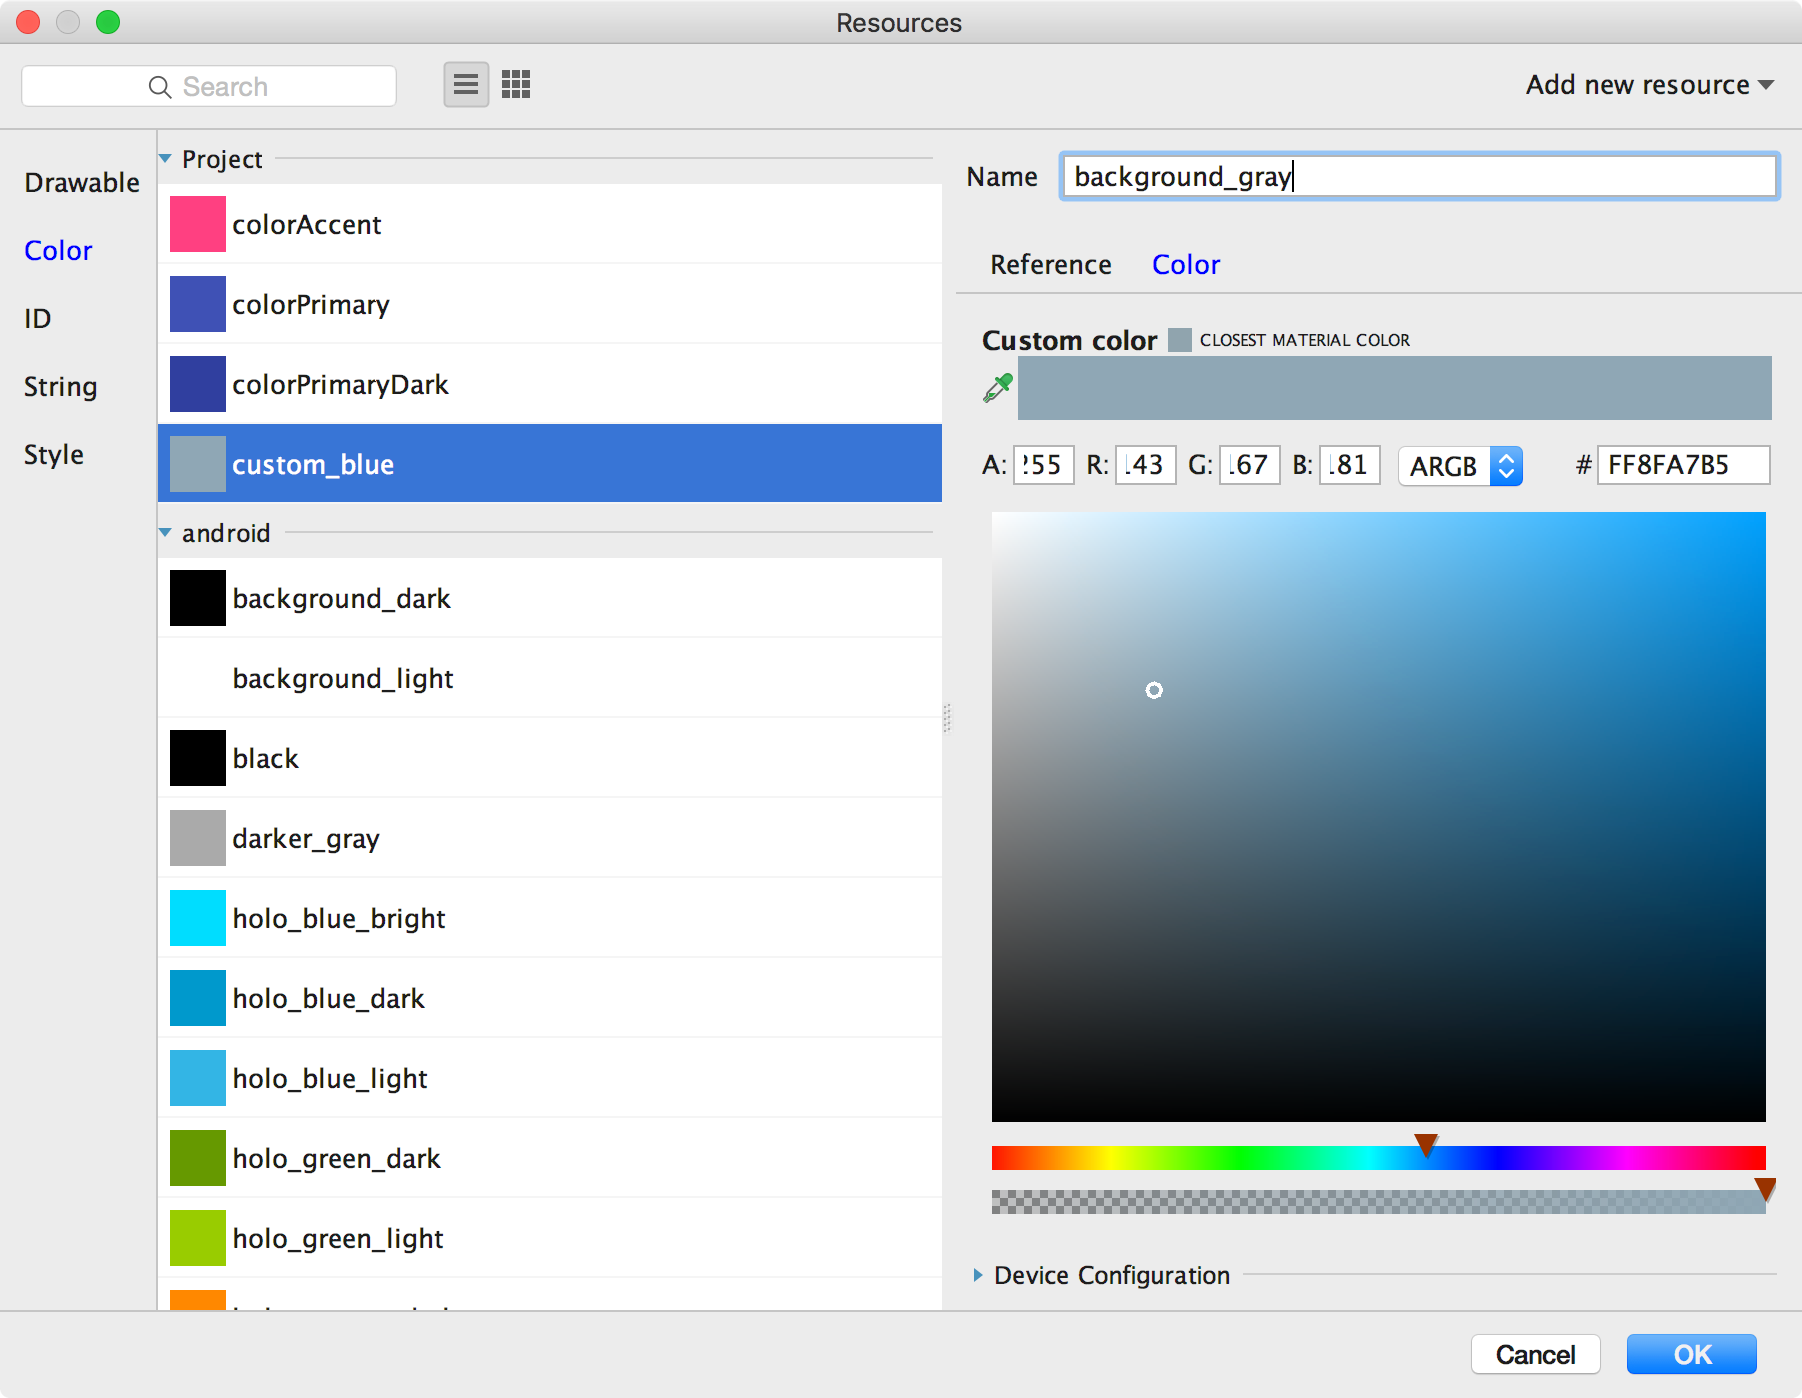 Resources
Search
Add new resource
Drawable
Color
ID
String
Style
Project
colorAccent
colorPrimary
colorPrimaryDark
custom_blue
android
background_dark
background_light
black
darker_gray
holo_blue_bright
holo_blue_dark
holo_blue_light
holo_green_dark
holo_green_light
Name background_gray
Reference Color
Custom color CLOSEST MATERIAL COLOR
A: 255 R: 143 G: 167 B: 181 ARGB # FF8FA7B5
Device Configuration
Cancel OK